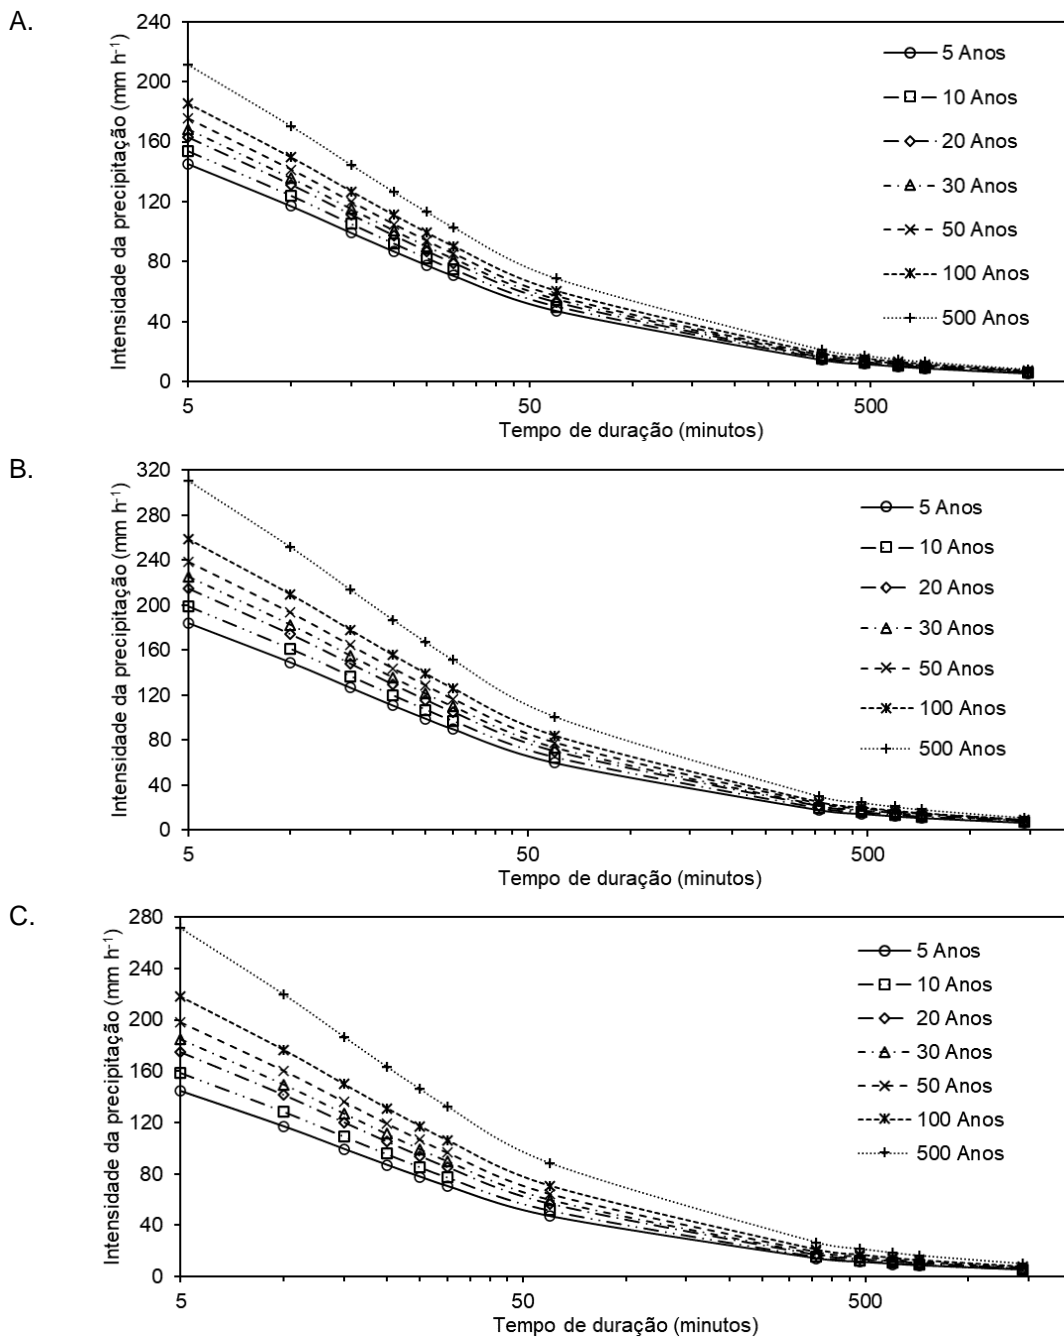 A.
Intensidade da precipitação (mm h⁻¹)
240
200
160
120
80
40
0
5
50
500
Tempo de duração (minutos)
5 Anos
10 Anos
20 Anos
30 Anos
50 Anos
100 Anos
500 Anos
B.
Intensidade da precipitação (mm h⁻¹)
320
280
240
200
160
120
80
40
0
5
50
500
Tempo de duração (minutos)
5 Anos
10 Anos
20 Anos
30 Anos
50 Anos
100 Anos
500 Anos
C.
Intensidade da precipitação (mm h⁻¹)
280
240
200
160
120
80
40
0
5
50
500
Tempo de duração (minutos)
5 Anos
10 Anos
20 Anos
30 Anos
50 Anos
100 Anos
500 Anos